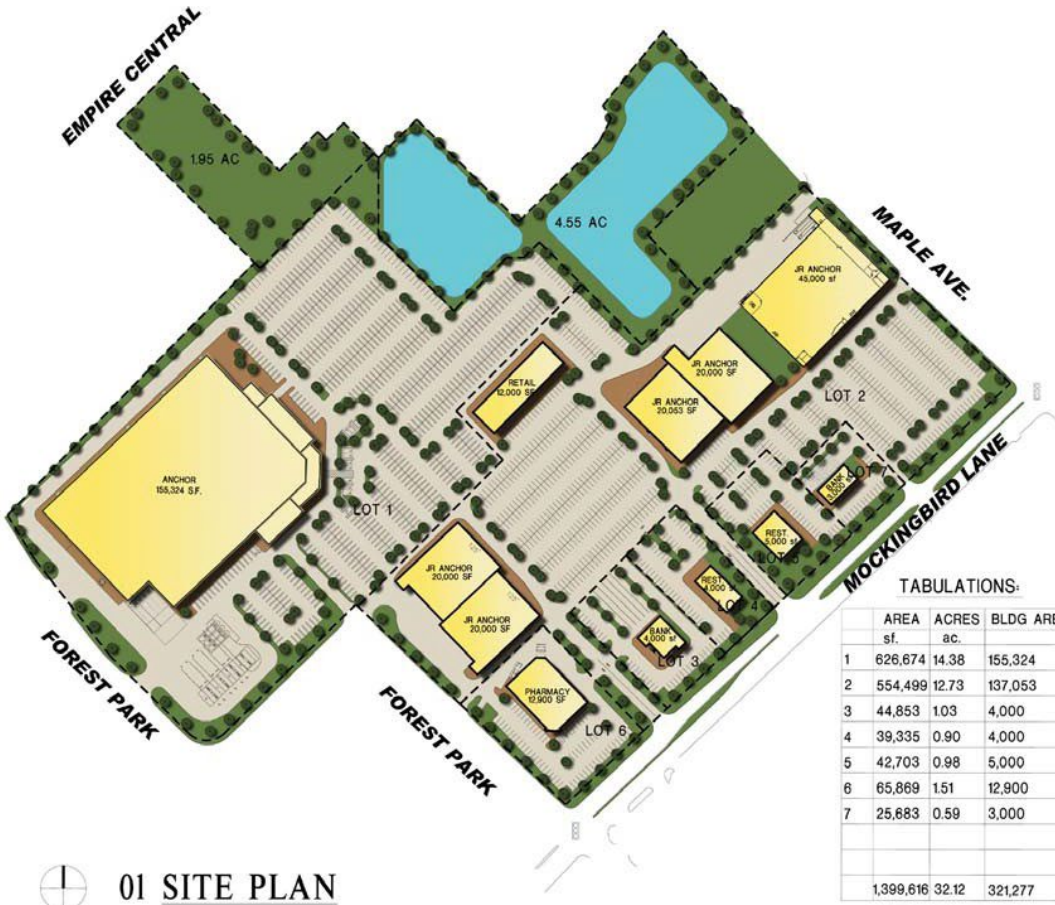 EMPIRE CENTRAL
1.95 AC
4.55 AC
MAPLE AVE.
JR ANCHOR
45,000 sf
JR ANCHOR
20,000 SF
JR ANCHOR
20,053 SF
RETAIL
12,000 SF
LOT 2
ANCHOR
155,324 S.F.
LOT 1
BANK
3,000 sf
LOT 7
REST.
5,000 sf
LOT 5
MOCKINGBIRD LANE
JR ANCHOR
20,000 SF
JR ANCHOR
20,000 SF
REST.
4,000 sf
LOT 4
BANK
4,000 sf
LOT 3
PHARMACY
12,900 SF
LOT 6
FOREST PARK
FOREST PARK
TABULATIONS:
AREA ACRES BLDG ARE
sf. ac.
1 626,674 14.38 155,324
2 554,499 12.73 137,053
3 44,853 1.03 4,000
4 39,335 0.90 4,000
5 42,703 0.98 5,000
6 65,869 1.51 12,900
7 25,683 0.59 3,000
1,399,616 32.12 321,277
01 SITE PLAN